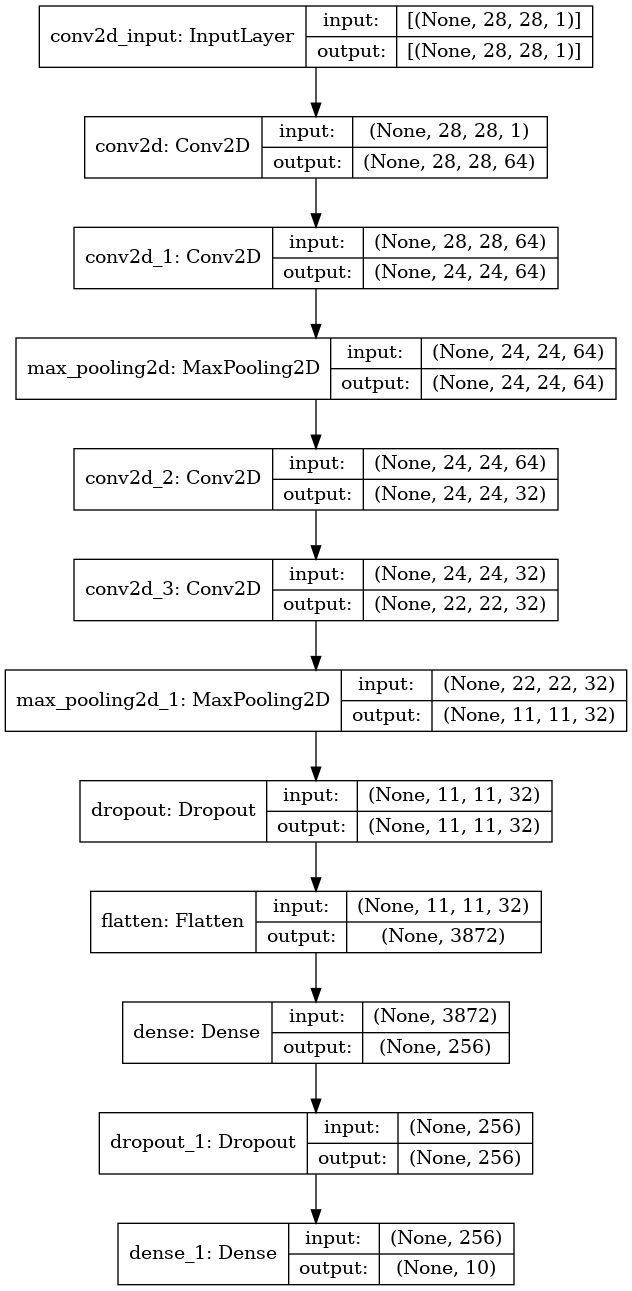 conv2d_input: InputLayer
input:
[(None, 28, 28, 1)]
output:
[(None, 28, 28, 1)]
conv2d: Conv2D
input:
(None, 28, 28, 1)
output:
(None, 28, 28, 64)
conv2d_1: Conv2D
input:
(None, 28, 28, 64)
output:
(None, 24, 24, 64)
max_pooling2d: MaxPooling2D
input:
(None, 24, 24, 64)
output:
(None, 24, 24, 64)
conv2d_2: Conv2D
input:
(None, 24, 24, 64)
output:
(None, 24, 24, 32)
conv2d_3: Conv2D
input:
(None, 24, 24, 32)
output:
(None, 22, 22, 32)
max_pooling2d_1: MaxPooling2D
input:
(None, 22, 22, 32)
output:
(None, 11, 11, 32)
dropout: Dropout
input:
(None, 11, 11, 32)
output:
(None, 11, 11, 32)
flatten: Flatten
input:
(None, 11, 11, 32)
output:
(None, 3872)
dense: Dense
input:
(None, 3872)
output:
(None, 256)
dropout_1: Dropout
input:
(None, 256)
output:
(None, 256)
dense_1: Dense
input:
(None, 256)
output:
(None, 10)